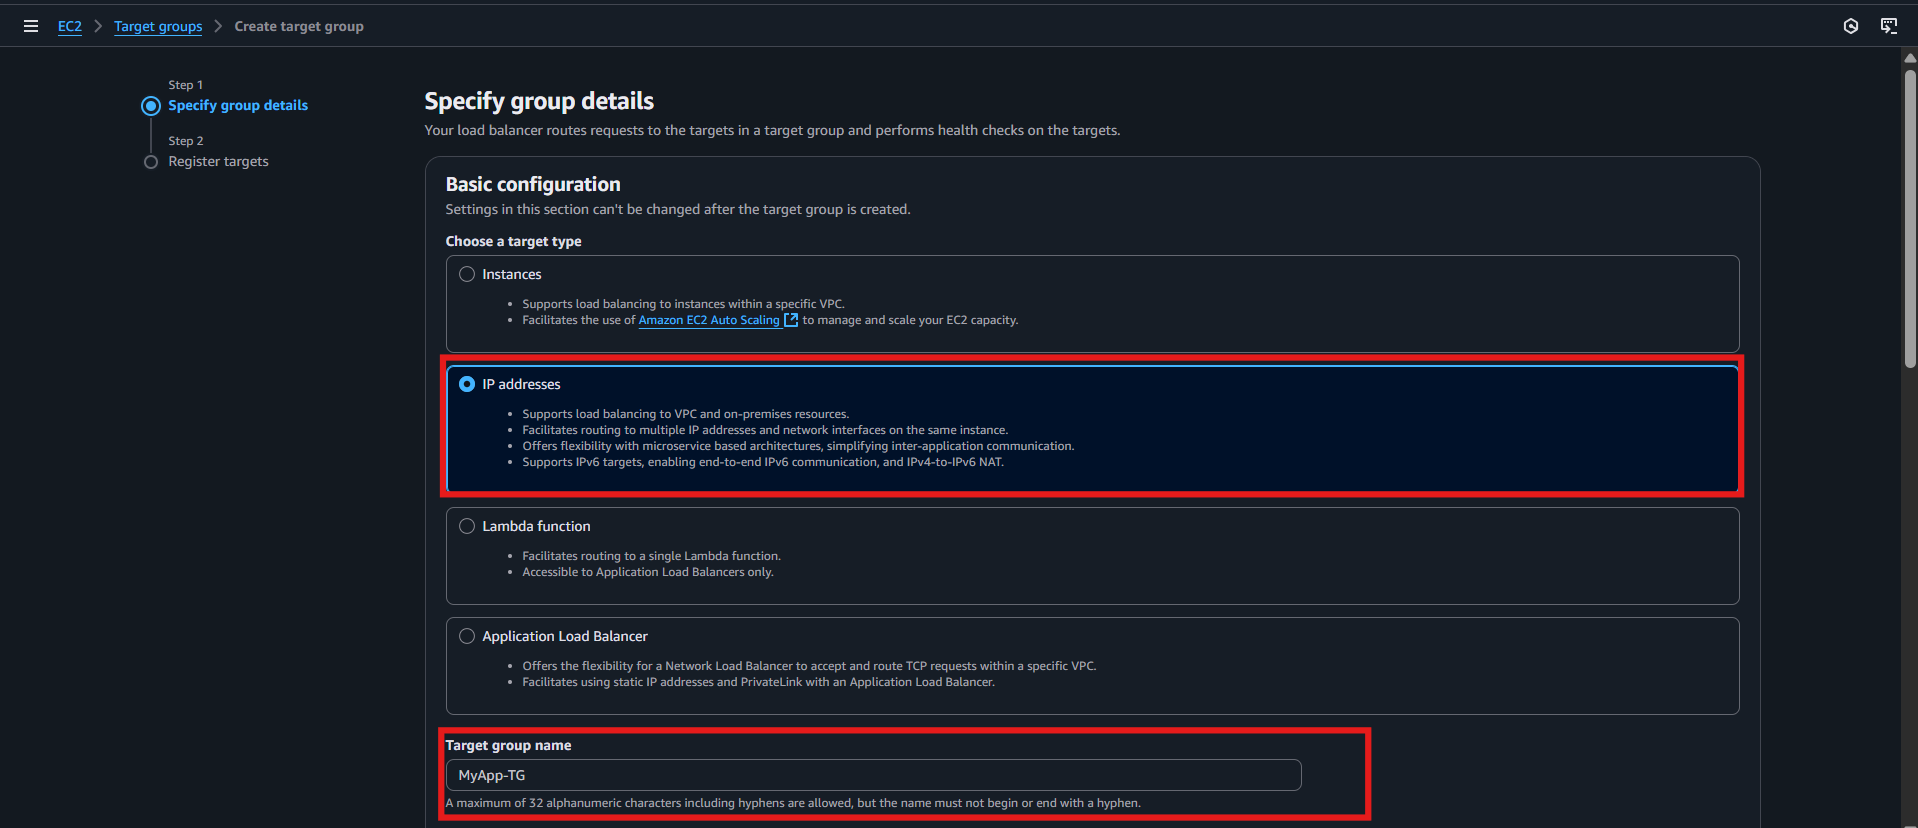 EC2 Target groups Create target group
Step 1
Specify group details
Step 2
Register targets
Specify group details
Your load balancer routes requests to the targets in a target group and performs health checks on the targets.
Basic configuration
Settings in this section can't be changed after the target group is created.
Choose a target type
Instances
Supports load balancing to instances within a specific VPC.
Facilitates the use of Amazon EC2 Auto Scaling to manage and scale your EC2 capacity.
IP addresses
Supports load balancing to VPC and on-premises resources.
Facilitates routing to multiple IP addresses and network interfaces on the same instance.
Offers flexibility with microservice based architectures, simplifying inter-application communication.
Supports IPv6 targets, enabling end-to-end IPv6 communication, and IPv4-to-IPv6 NAT.
Lambda function
Facilitates routing to a single Lambda function.
Accessible to Application Load Balancers only.
Application Load Balancer
Offers the flexibility for a Network Load Balancer to accept and route TCP requests within a specific VPC.
Facilitates using static IP addresses and PrivateLink with an Application Load Balancer.
Target group name
MyApp-TG
A maximum of 32 alphanumeric characters including hyphens are allowed, but the name must not begin or end with a hyphen.